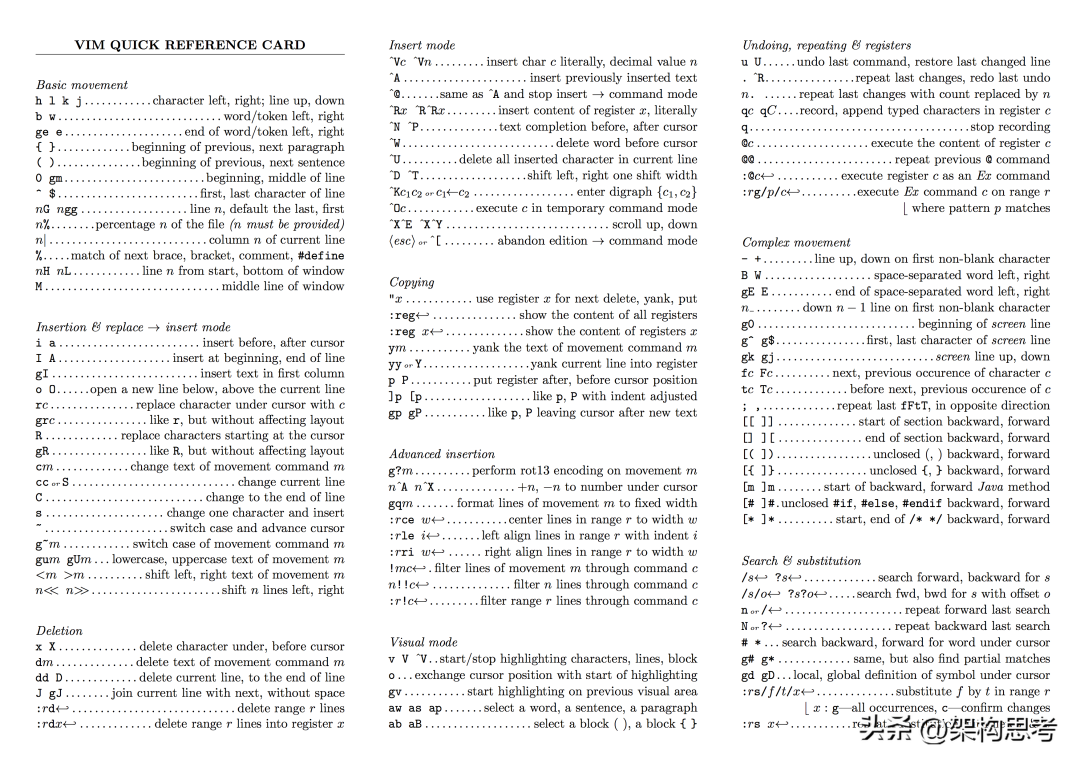 VIM QUICK REFERENCE CARD
Basic movement
h l k j............character left, right; line up, down
b w.............................word/token left, right
ge e.....................end of word/token left, right
{ }.............beginning of previous, next paragraph
( )...............beginning of previous, next sentence
0 gm.........................beginning, middle of line
^ $..........................first, last character of line
nG ngg...................line n, default the last, first
n%........percentage n of the file (n must be provided)
n|............................column n of current line
%.....match of next brace, bracket, comment, #define
nH nL............line n from start, bottom of window
M...............................middle line of window
Insertion & replace → insert mode
i a.........................insert before, after cursor
I A....................insert at beginning, end of line
gI..........................insert text in first column
o O......open a new line below, above the current line
rc...............replace character under cursor with c
grc................like r, but without affecting layout
R.............replace characters starting at the cursor
gR.................like R, but without affecting layout
cm.............change text of movement command m
cc or S.............................change current line
C.............................change to the end of line
s.....................change one character and insert
~......................switch case and advance cursor
g~m............switch case of movement command m
gum gUm...lowercase, uppercase text of movement m
<m >m..........shift left, right text of movement m
n<< n>>.......................shift n lines left, right
Deletion
x X..............delete character under, before cursor
dm..............delete text of movement command m
dd D.............delete current line, to the end of line
J gJ........join current line with next, without space
:rd↩.............................delete range r lines
:rdx↩.............delete range r lines into register x
Insert mode
^Vc ^Vn.........insert char c literally, decimal value n
^A......................insert previously inserted text
^@.......same as ^A and stop insert → command mode
^Rx ^R^Rx.........insert content of register x, literally
^N ^P..............text completion before, after cursor
^W...........................delete word before cursor
^U..........delete all inserted character in current line
^D ^T...................shift left, right one shift width
^Kc1c2 or c1←c2..................enter digraph {c1, c2}
^Oc............execute c in temporary command mode
^X^E ^X^Y.............................scroll up, down
⟨esc⟩ or ^[.........abandon edition → command mode
Copying
"x............use register x for next delete, yank, put
:reg↩...............show the content of all registers
:reg x↩..............show the content of registers x
ym...........yank the text of movement command m
yy or Y...................yank current line into register
p P...........put register after, before cursor position
]p [p...................like p, P with indent adjusted
gp gP...........like p, P leaving cursor after new text
Advanced insertion
g?m..........perform rot13 encoding on movement m
n^A n^X..............+n, −n to number under cursor
gqm.......format lines of movement m to fixed width
:rce w↩...........center lines in range r to width w
:rle i↩.......left align lines in range r with indent i
:rri w↩......right align lines in range r to width w
!mc↩.filter lines of movement m through command c
n!!c↩..............filter n lines through command c
:r!c↩.........filter range r lines through command c
Visual mode
v V ^V..start/stop highlighting characters, lines, block
o...exchange cursor position with start of highlighting
gv...........start highlighting on previous visual area
aw as ap.......select a word, a sentence, a paragraph
ab aB...................select a block ( ), a block { }
Undoing, repeating & registers
u U......undo last command, restore last changed line
. ^R................repeat last changes, redo last undo
n. ......repeat last changes with count replaced by n
qc qC....record, append typed characters in register c
q.......................................stop recording
@c....................execute the content of register c
@@.........................repeat previous @ command
:@c↩...........execute register c as an Ex command
:rg/p/c↩..........execute Ex command c on range r
⌊ where pattern p matches
Complex movement
- +.........line up, down on first non-blank character
B W....................space-separated word left, right
gE E...........end of space-separated word left, right
n_........down n − 1 line on first non-blank character
g0............................beginning of screen line
g^ g$................first, last character of screen line
gk gj............................screen line up, down
fc Fc..........next, previous occurence of character c
tc Tc.............before next, previous occurence of c
; ,.............repeat last fFtT, in opposite direction
[[ ]]..............start of section backward, forward
[] ][...............end of section backward, forward
[( ]).................unclosed (, ) backward, forward
[{ ]}................unclosed {, } backward, forward
[m ]m........start of backward, forward Java method
[# ]#.unclosed #if, #else, #endif backward, forward
[* ]*..........start, end of /* */ backward, forward
Search & substitution
/s↩ ?s↩.............search forward, backward for s
/s/o↩ ?s?o↩.....search fwd, bwd for s with offset o
n or /↩.....................repeat forward last search
N or ?↩...................repeat backward last search
# *...search backward, forward for word under cursor
g# g*.............same, but also find partial matches
gd gD...local, global definition of symbol under cursor
:rs/f/t/x↩..............substitute f by t in range r
⌊ x : g—all occurrences, c—confirm changes
:rs x↩..........
头条 @架构思考